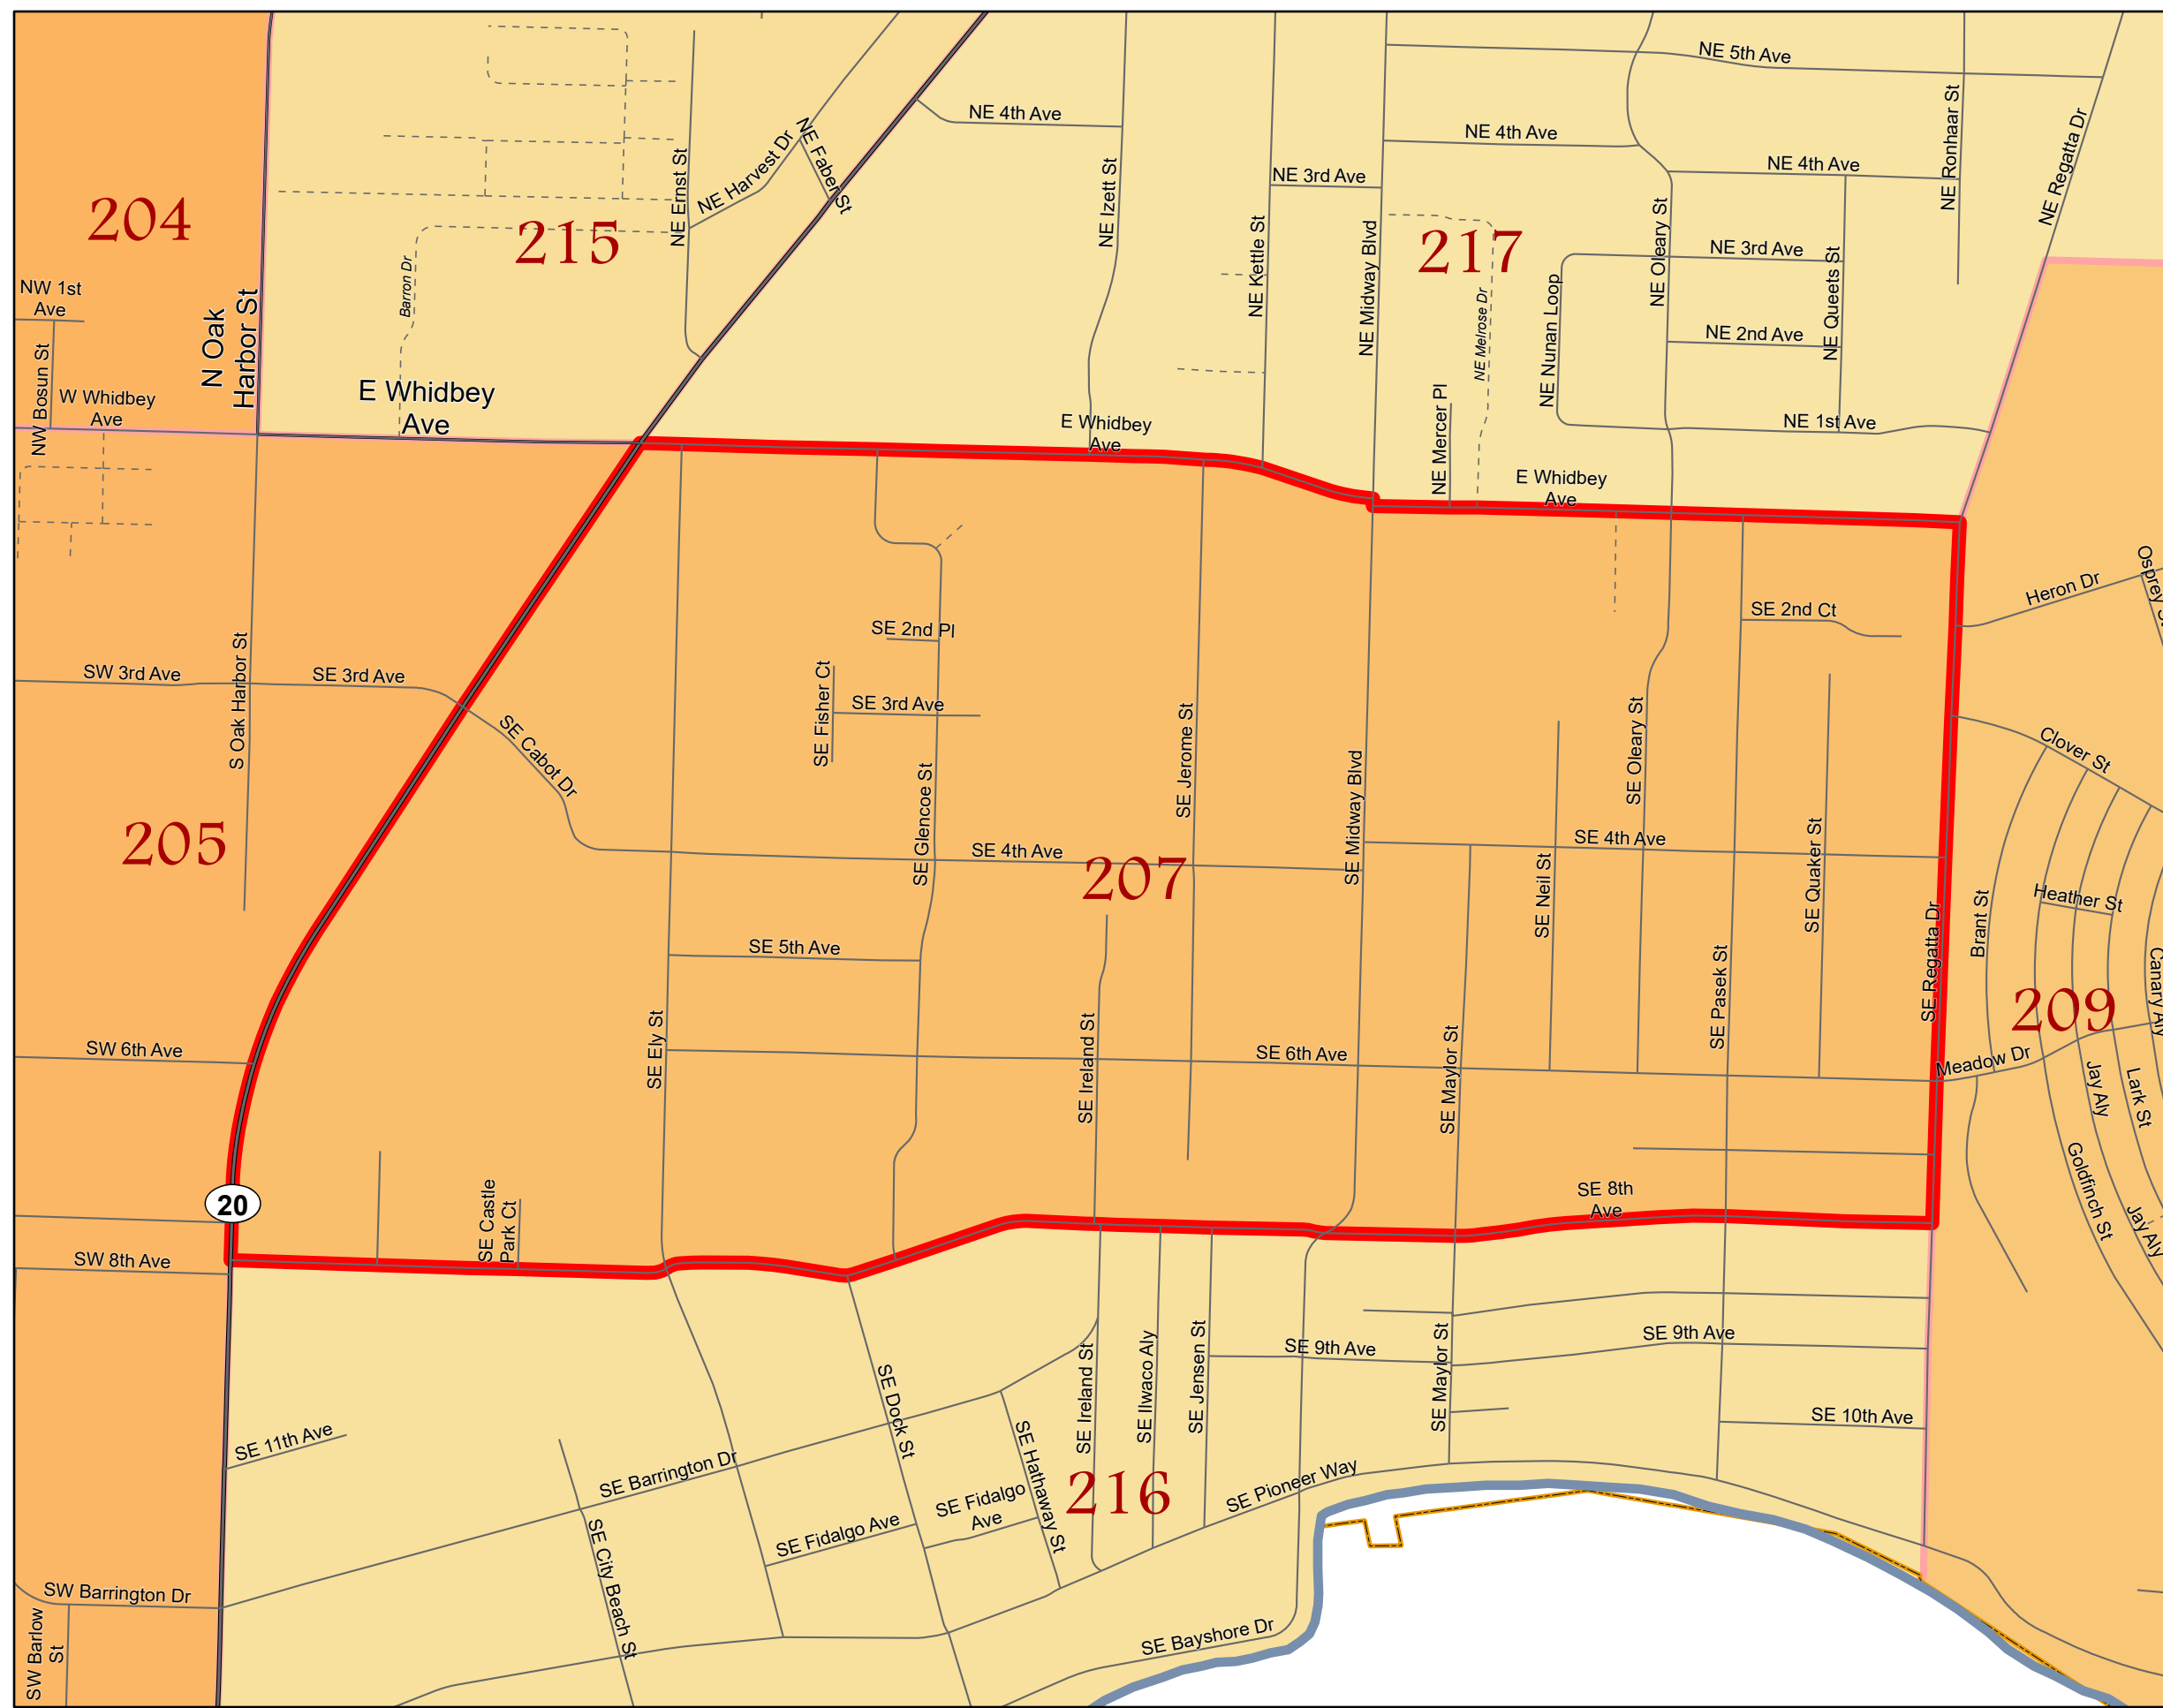 NE 5th Ave
NE 4th Ave
NE 4th Ave
NE 4th Ave
NE Ronhaar St
NE Regatta Dr
NE Harvest Dr
NE Faber St
NE Ernst St
NE Izett St
NE 3rd Ave
NE Kettle St
NE Midway Blvd
204
215
217
NE Oleary St
NE 3rd Ave
NE Queets St
NE 2nd Ave
NE Nunan Loop
NE Melrose Dr
NE Mercer Pl
NE 1st Ave
Barron Dr
NW 1st
Ave
NW Bosun St
W Whidbey
Ave
N Oak
Harbor St
E Whidbey
Ave
E Whidbey
Ave
E Whidbey
Ave
SE 2nd Ct
Heron Dr
SE 2nd Pl
SE Fisher Ct
SE 3rd Ave
SW 3rd Ave
SE 3rd Ave
S Oak Harbor St
SE Cabot Dr
SE Glencoe St
SE Jerome St
SE Midway Blvd
SE Oleary St
Clover St
205
SE 4th Ave
207
SE 4th Ave
SE Neil St
SE Quaker St
SE Regatta Dr
Brant St
Heather St
209
SE 5th Ave
SE Pasek St
SE Ely St
SE Ireland St
SE 6th Ave
SE Maylor St
SW 6th Ave
Meadow Dr
Canary Aly
Jay Aly
Lark St
Goldfinch St
Jay Aly
20
SE Castle
Park Ct
SE 8th
Ave
SW 8th Ave
SE Dock St
SE Ireland St
SE Ilwaco Aly
SE Jensen St
SE 9th Ave
SE Maylor St
SE 9th Ave
SE 10th Ave
SE 11th Ave
SE Barrington Dr
SE Hathaway St
216
SE Pioneer Way
SE Fidalgo
Ave
SE Fidalgo Ave
SE City Beach St
SW Barrington Dr
SW Barlow
St
SE Bayshore Dr